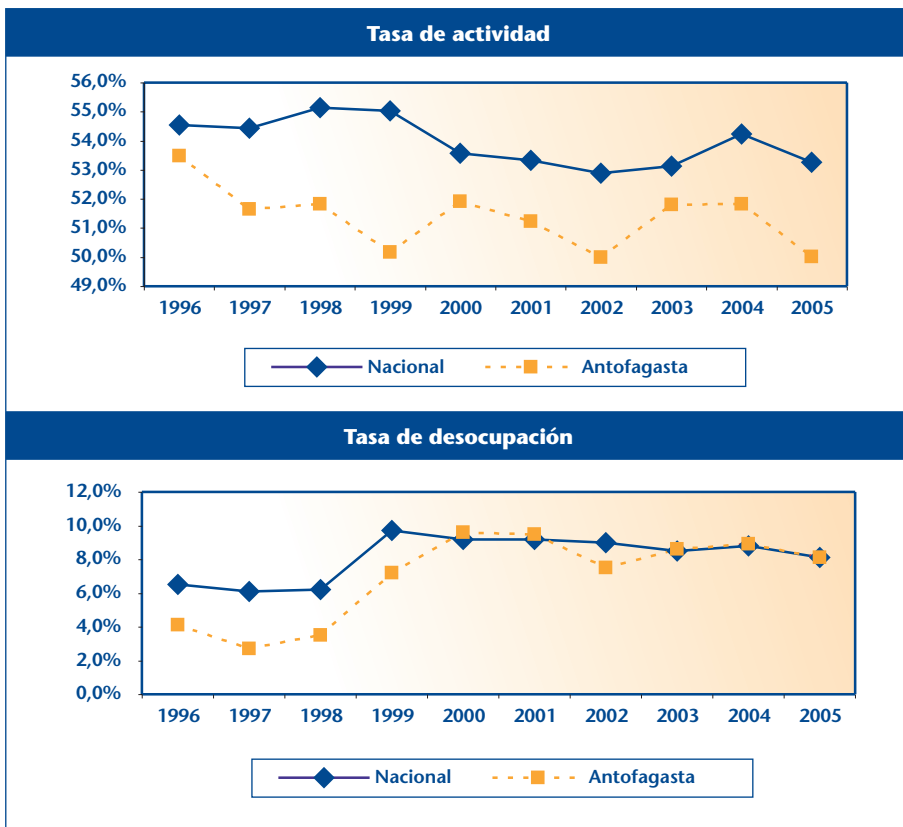 Tasa de actividad
56,0%
55,0%
54,0%
53,0%
52,0%
51,0%
50,0%
49,0%
1996 1997 1998 1999 2000 2001 2002 2003 2004 2005
Nacional Antofagasta
Tasa de desocupación
12,0%
10,0%
8,0%
6,0%
4,0%
2,0%
0,0%
1996 1997 1998 1999 2000 2001 2002 2003 2004 2005
Nacional Antofagasta